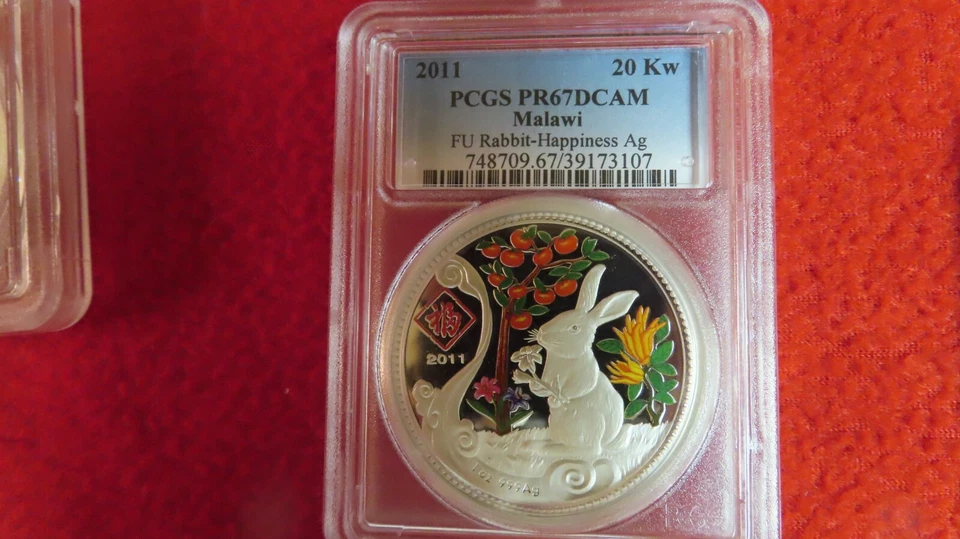 2011 20 Kw
PCGS PR67DCAM
Malawi
FU Rabbit-Happiness Ag
748709.67/39173107
福
2011
1oz 999Ag